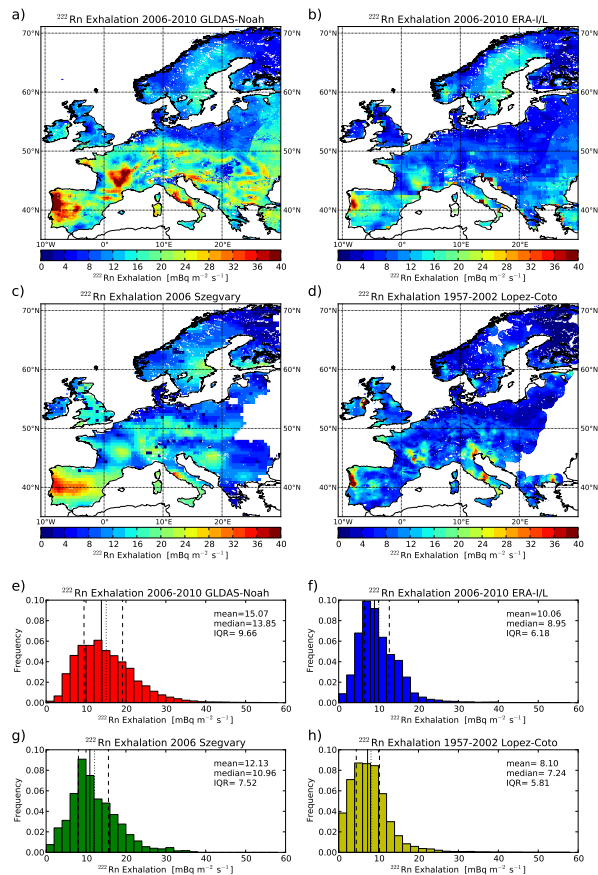 a) ²²²Rn Exhalation 2006-2010 GLDAS-Noah
70°N
60°N
50°N
40°N
10°W 0° 10°E 20°E
0 4 8 12 16 20 24 28 32 36 40
²²²Rn Exhalation [mBq m⁻² s⁻¹]
b) ²²²Rn Exhalation 2006-2010 ERA-I/L
70°N
60°N
50°N
40°N
10°W 0° 10°E 20°E
0 4 8 12 16 20 24 28 32 36 40
²²²Rn Exhalation [mBq m⁻² s⁻¹]
c) ²²²Rn Exhalation 2006 Szegvary
70°N
60°N
50°N
40°N
10°W 0° 10°E 20°E
0 4 8 12 16 20 24 28 32 36 40
²²²Rn Exhalation [mBq m⁻² s⁻¹]
d) ²²²Rn Exhalation 1957-2002 Lopez-Coto
70°N
60°N
50°N
40°N
10°W 0° 10°E 20°E
0 4 8 12 16 20 24 28 32 36 40
²²²Rn Exhalation [mBq m⁻² s⁻¹]
e) ²²²Rn Exhalation 2006-2010 GLDAS-Noah
mean=15.07
median=13.85
IQR= 9.66
Frequency
0.10
0.08
0.06
0.04
0.02
0.00
0 10 20 30 40 50 60
²²²Rn Exhalation [mBq m⁻² s⁻¹]
f) ²²²Rn Exhalation 2006-2010 ERA-I/L
mean=10.06
median= 8.95
IQR= 6.18
Frequency
0.10
0.08
0.06
0.04
0.02
0.00
0 10 20 30 40 50 60
²²²Rn Exhalation [mBq m⁻² s⁻¹]
g) ²²²Rn Exhalation 2006 Szegvary
mean=12.13
median=10.96
IQR= 7.52
Frequency
0.10
0.08
0.06
0.04
0.02
0.00
0 10 20 30 40 50 60
²²²Rn Exhalation [mBq m⁻² s⁻¹]
h) ²²²Rn Exhalation 1957-2002 Lopez-Coto
mean= 8.10
median= 7.24
IQR= 5.81
Frequency
0.10
0.08
0.06
0.04
0.02
0.00
0 10 20 30 40 50 60
²²²Rn Exhalation [mBq m⁻² s⁻¹]